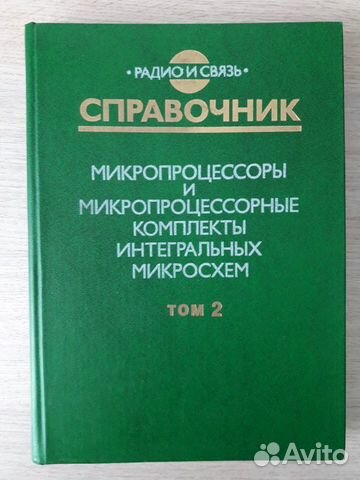 • РАДИО И СВЯЗЬ •
СПРАВОЧНИК
МИКРОПРОЦЕССОРЫ
И
МИКРОПРОЦЕССОРНЫЕ
КОМПЛЕКТЫ
ИНТЕГРАЛЬНЫХ
МИКРОСХЕМ
ТОМ 2
Avito